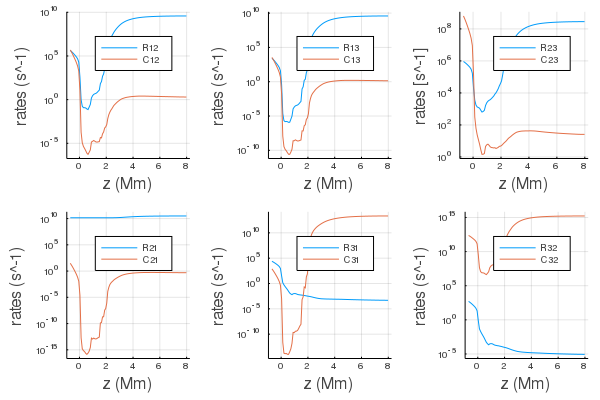 10^10
10^5
10^0
10^-5
rates (s^-1)
R12
C12
0
2
4
6
8
z (Mm)
10^10
10^5
10^0
10^-5
10^-10
rates (s^-1)
R13
C13
0
2
4
6
8
z (Mm)
10^8
10^6
10^4
10^2
10^0
rates [s^-1]
R23
C23
0
2
4
6
8
z (Mm)
10^10
10^5
10^0
10^-5
10^-10
10^-15
rates (s^-1)
R21
C21
0
2
4
6
8
z (Mm)
10^10
10^5
10^0
10^-5
10^-10
rates (s^-1)
R31
C31
0
2
4
6
8
z (Mm)
10^15
10^10
10^5
10^0
10^-5
rates (s^-1)
R32
C32
0
2
4
6
8
z (Mm)